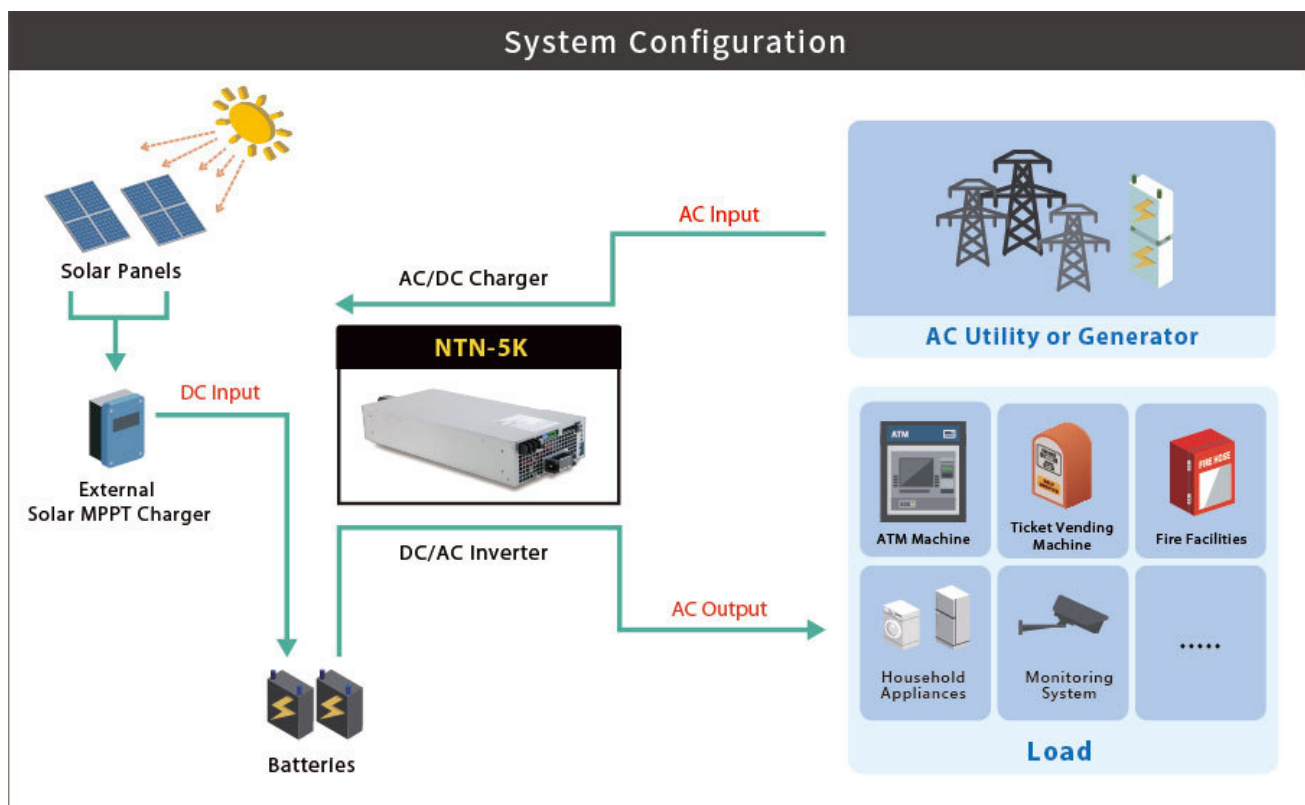 System Configuration
Solar Panels
AC Input
AC/DC Charger
AC Utility or Generator
NTN-5K
DC Input
External
Solar MPPT Charger
DC/AC Inverter
AC Output
Batteries
ATM
ATM Machine
Ticket Vending
Machine
FIRE HOSE
Fire Facilities
Household
Appliances
Monitoring
System
.....
Load